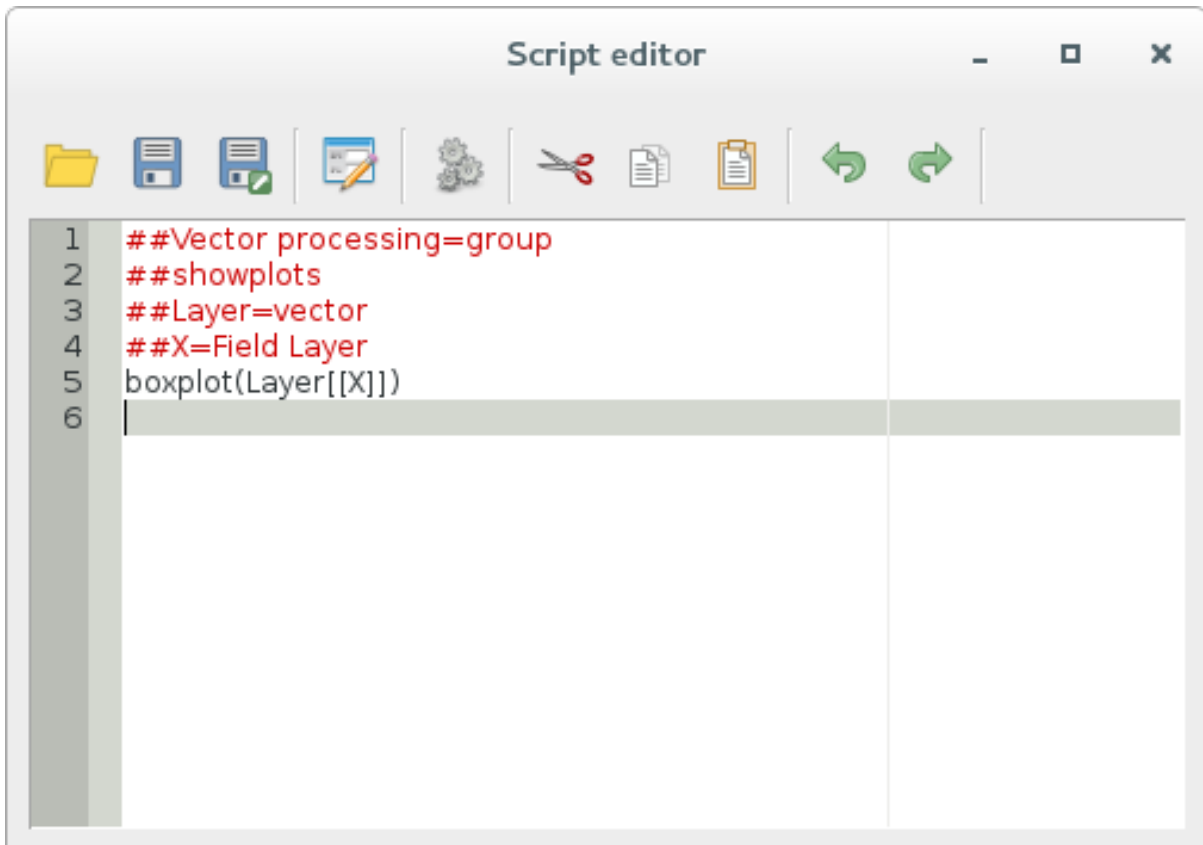 Script editor
1 ##Vector processing=group
2 ##showplots
3 ##Layer=vector
4 ##X=Field Layer
5 boxplot(Layer[[X]])
6